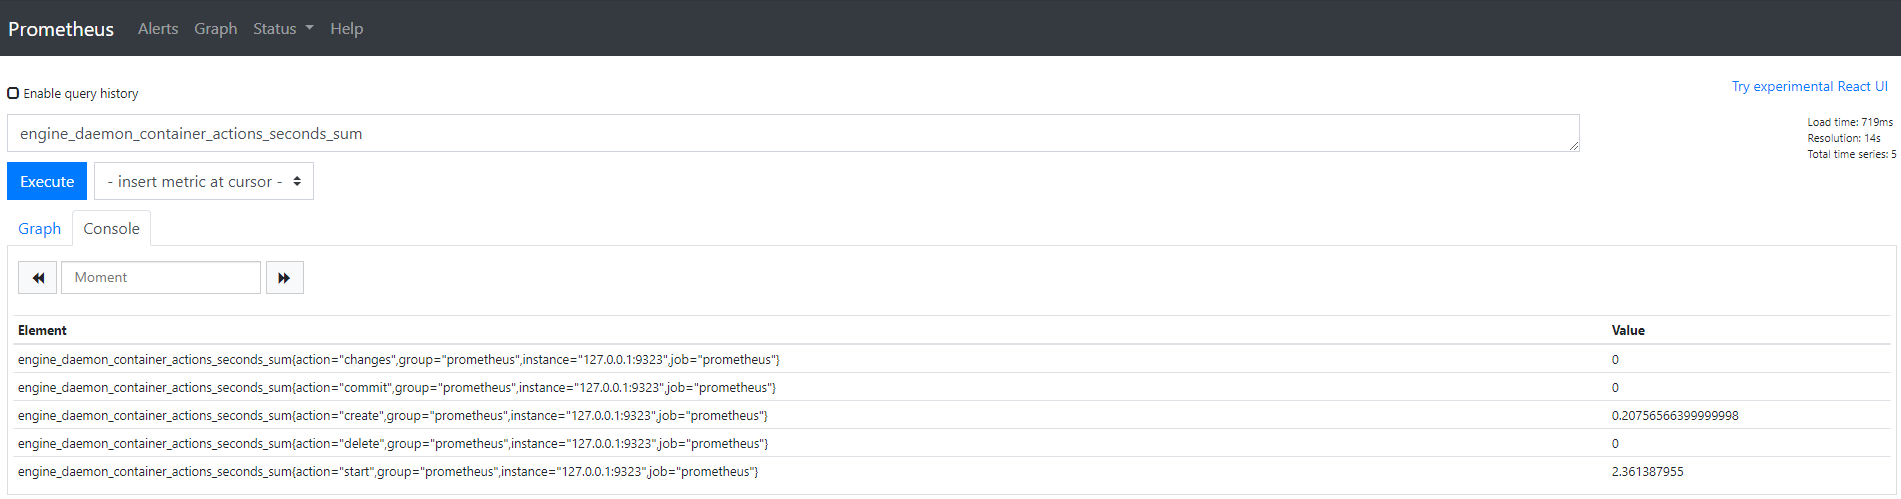 Prometheus Alerts Graph Status Help
Enable query history
Try experimental React UI
engine_daemon_container_actions_seconds_sum
Load time: 719ms
Resolution: 14s
Total time series: 5
Execute - insert metric at cursor -
Graph Console
Moment
Element Value
engine_daemon_container_actions_seconds_sum{action="changes",group="prometheus",instance="127.0.0.1:9323",job="prometheus"} 0
engine_daemon_container_actions_seconds_sum{action="commit",group="prometheus",instance="127.0.0.1:9323",job="prometheus"} 0
engine_daemon_container_actions_seconds_sum{action="create",group="prometheus",instance="127.0.0.1:9323",job="prometheus"} 0.20756566399999998
engine_daemon_container_actions_seconds_sum{action="delete",group="prometheus",instance="127.0.0.1:9323",job="prometheus"} 0
engine_daemon_container_actions_seconds_sum{action="start",group="prometheus",instance="127.0.0.1:9323",job="prometheus"} 2.361387955